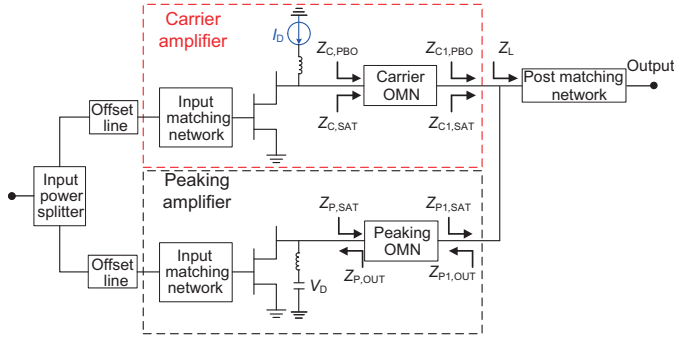 Carrier
amplifier
I_D
Z_C,PBO
Z_C1,PBO
Z_L
Output
Input
matching
network
Carrier
OMN
Post matching
network
Offset
line
Z_C,SAT
Z_C1,SAT
Input
power
splitter
Peaking
amplifier
Z_P,SAT
Z_P1,SAT
Offset
line
Input
matching
network
Peaking
OMN
V_D
Z_P,OUT
Z_P1,OUT